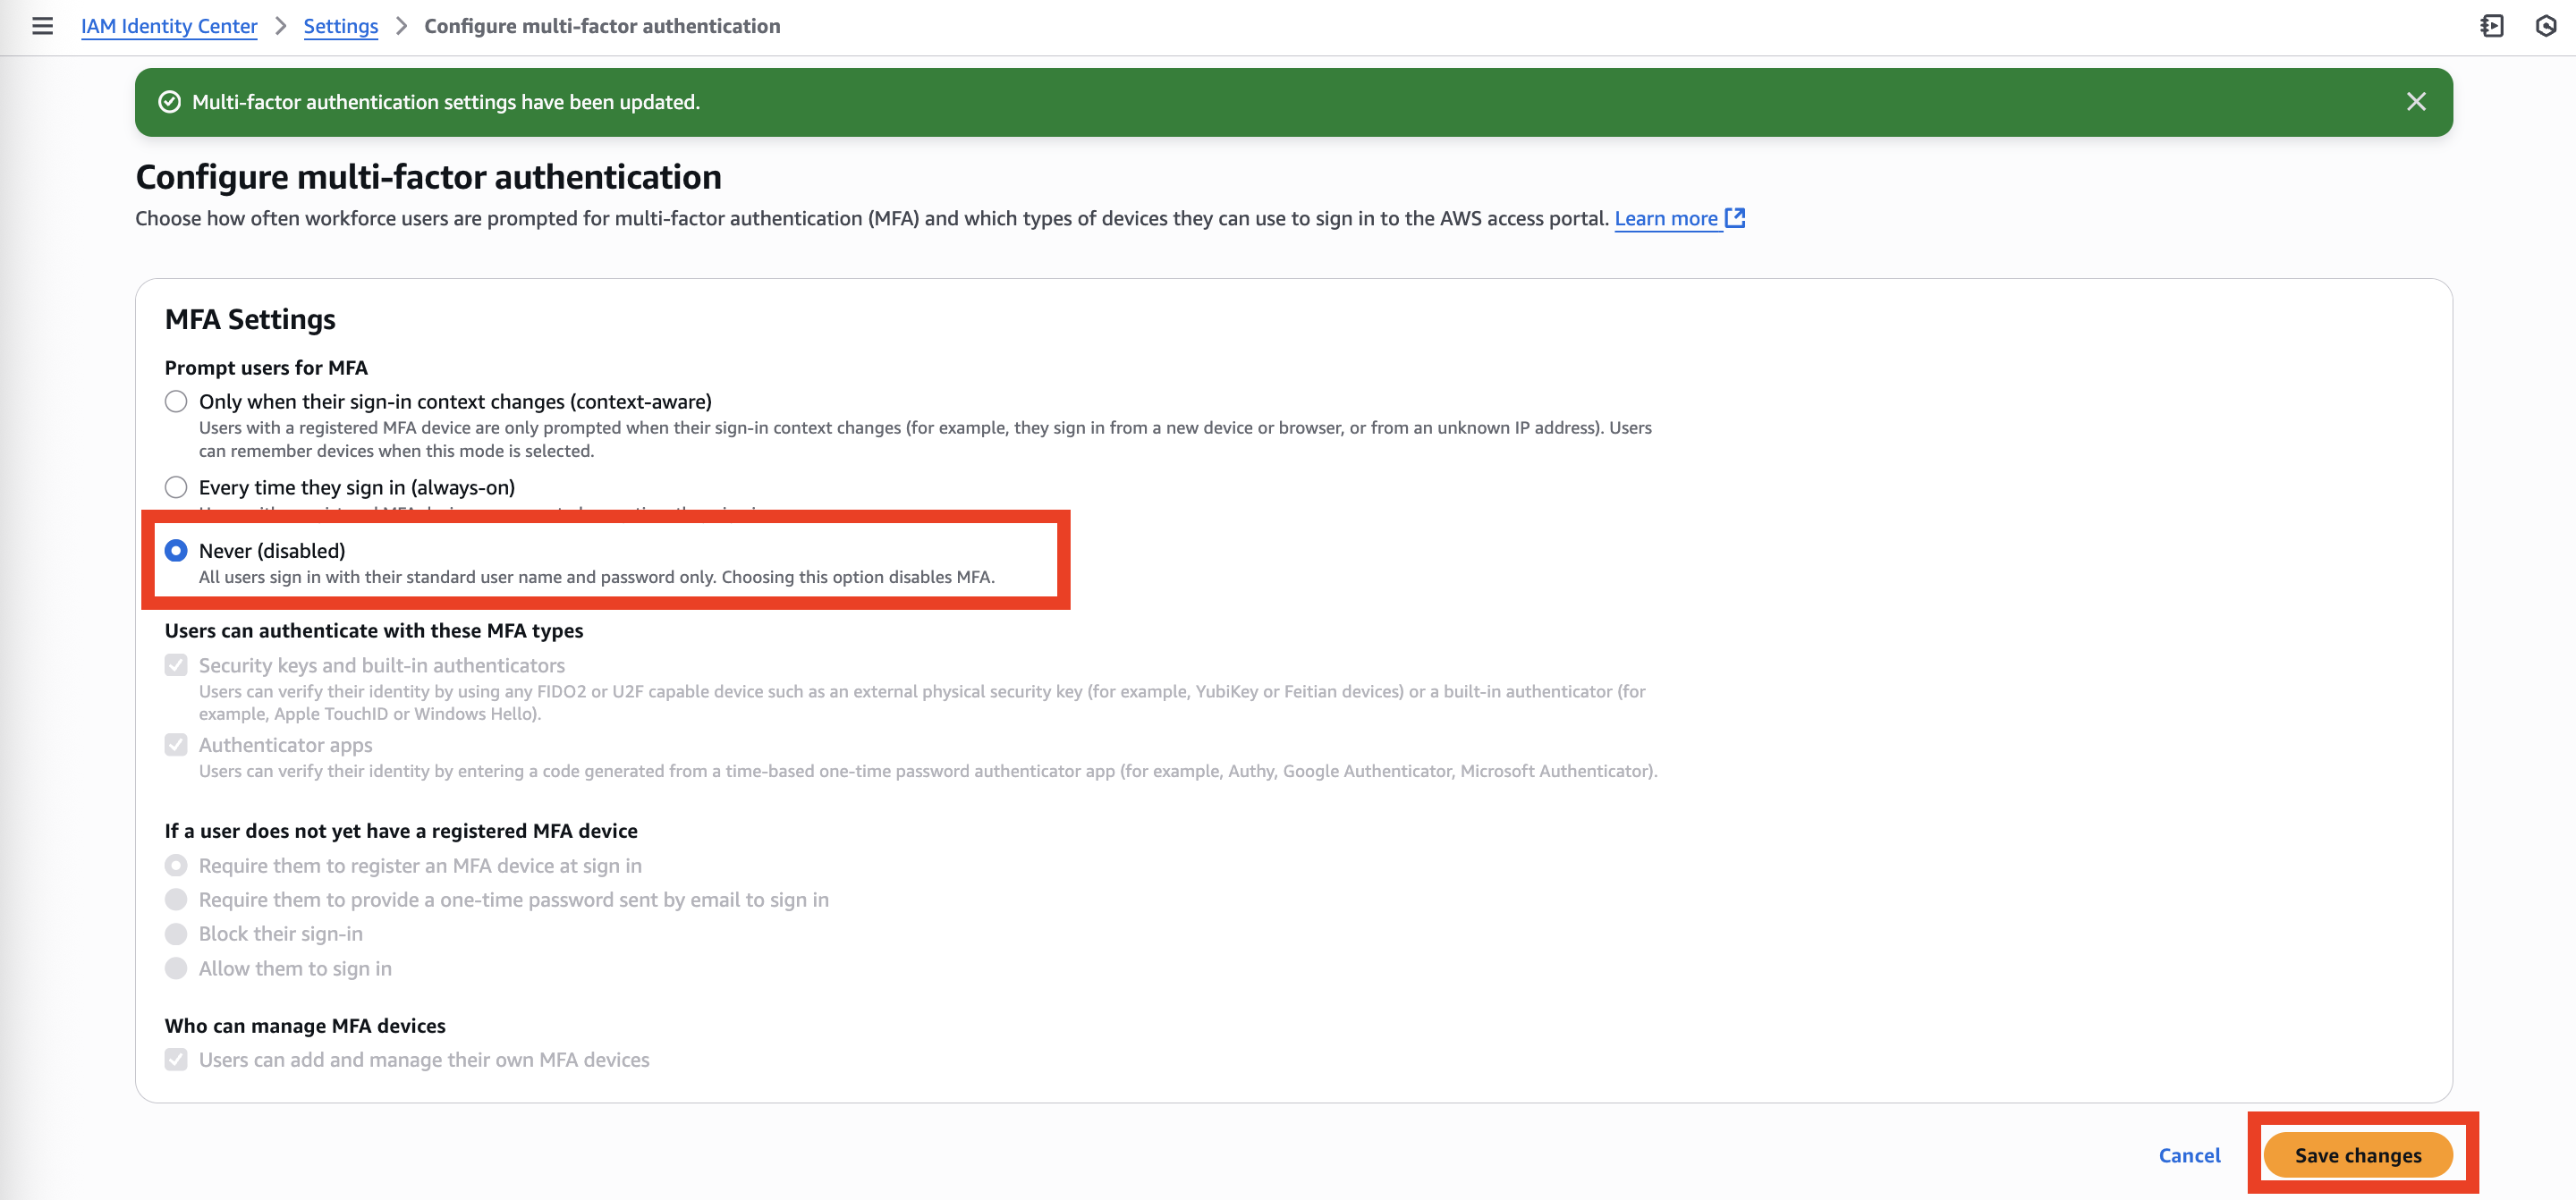 IAM Identity Center > Settings > Configure multi-factor authentication
Multi-factor authentication settings have been updated.
Configure multi-factor authentication
Choose how often workforce users are prompted for multi-factor authentication (MFA) and which types of devices they can use to sign in to the AWS access portal. Learn more
MFA Settings
Prompt users for MFA
Only when their sign-in context changes (context-aware)
Users with a registered MFA device are only prompted when their sign-in context changes (for example, they sign in from a new device or browser, or from an unknown IP address). Users
can remember devices when this mode is selected.
Every time they sign in (always-on)
Never (disabled)
All users sign in with their standard user name and password only. Choosing this option disables MFA.
Users can authenticate with these MFA types
Security keys and built-in authenticators
Users can verify their identity by using any FIDO2 or U2F capable device such as an external physical security key (for example, YubiKey or Feitian devices) or a built-in authenticator (for
example, Apple TouchID or Windows Hello).
Authenticator apps
Users can verify their identity by entering a code generated from a time-based one-time password authenticator app (for example, Authy, Google Authenticator, Microsoft Authenticator).
If a user does not yet have a registered MFA device
Require them to register an MFA device at sign in
Require them to provide a one-time password sent by email to sign in
Block their sign-in
Allow them to sign in
Who can manage MFA devices
Users can add and manage their own MFA devices
Cancel
Save changes